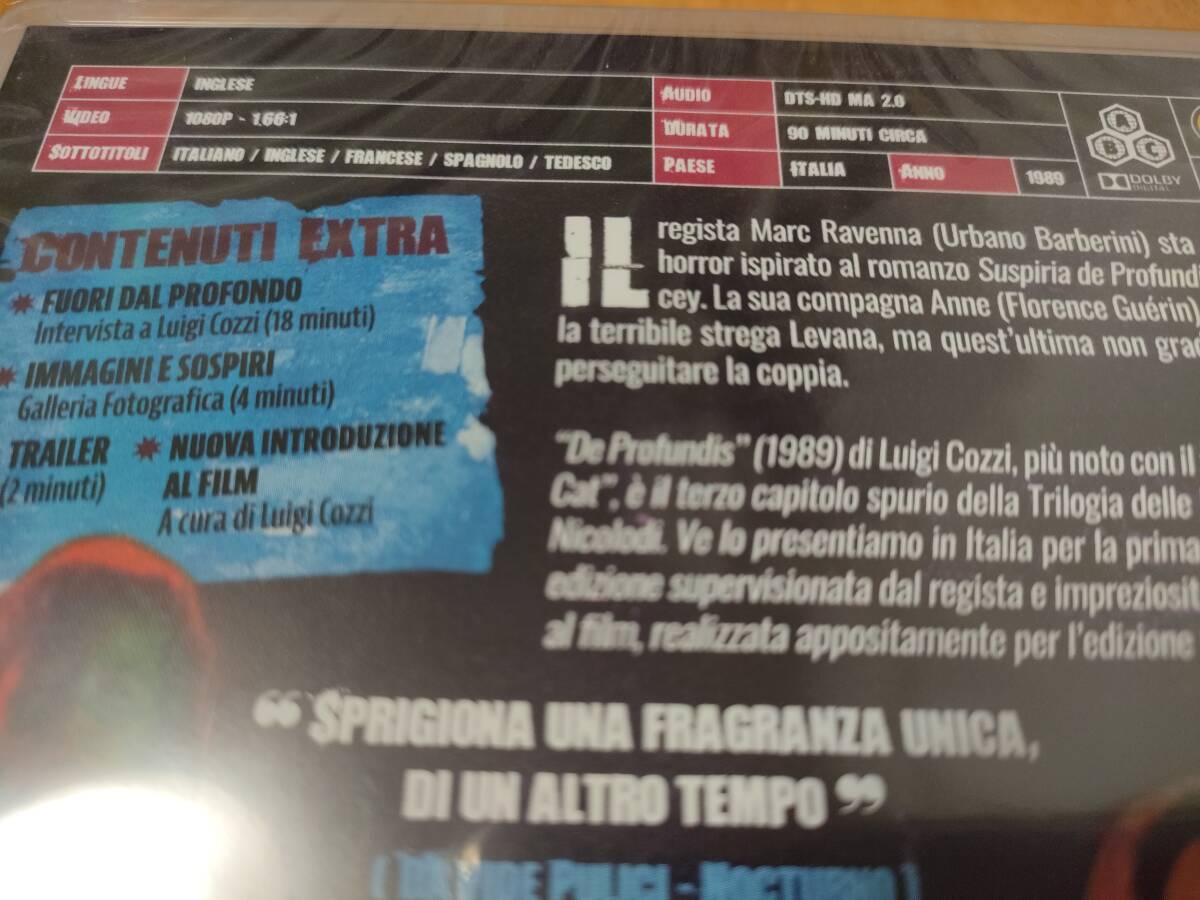 LINGUE INGLESE AUDIO DTS-HD MA 2.0
VIDEO 1080P - 1.66:1 DURATA 90 MINUTI CIRCA
SOTTOTITOLI ITALIANO / INGLESE / FRANCESE / SPAGNOLO / TEDESCO PAESE ITALIA ANNO 1989
A B C
DOLBY
DIGITAL
CONTENUTI EXTRA
FUORI DAL PROFONDO
Intervista a Luigi Cozzi (18 minuti)
IMMAGINI E SOSPIRI
Galleria Fotografica (4 minuti)
TRAILER
(2 minuti)
NUOVA INTRODUZIONE
AL FILM
A cura di Luigi Cozzi
IL regista Marc Ravenna (Urbano Barberini) sta
horror ispirato al romanzo Suspiria de Profundi
cey. La sua compagna Anne (Florence Guérin)
la terribile strega Levana, ma quest'ultima non grad
perseguitare la coppia.
"De Profundis" (1989) di Luigi Cozzi, più noto con il
Cat", è il terzo capitolo spurio della Trilogia delle
Nicolodi. Ve lo presentiamo in Italia per la prima
edizione supervisionata dal regista e impreziosit
al film, realizzata appositamente per l'edizione
“ SPRIGIONA UNA FRAGRANZA UNICA,
DI UN ALTRO TEMPO ”
PULICI - NOCTURNO )